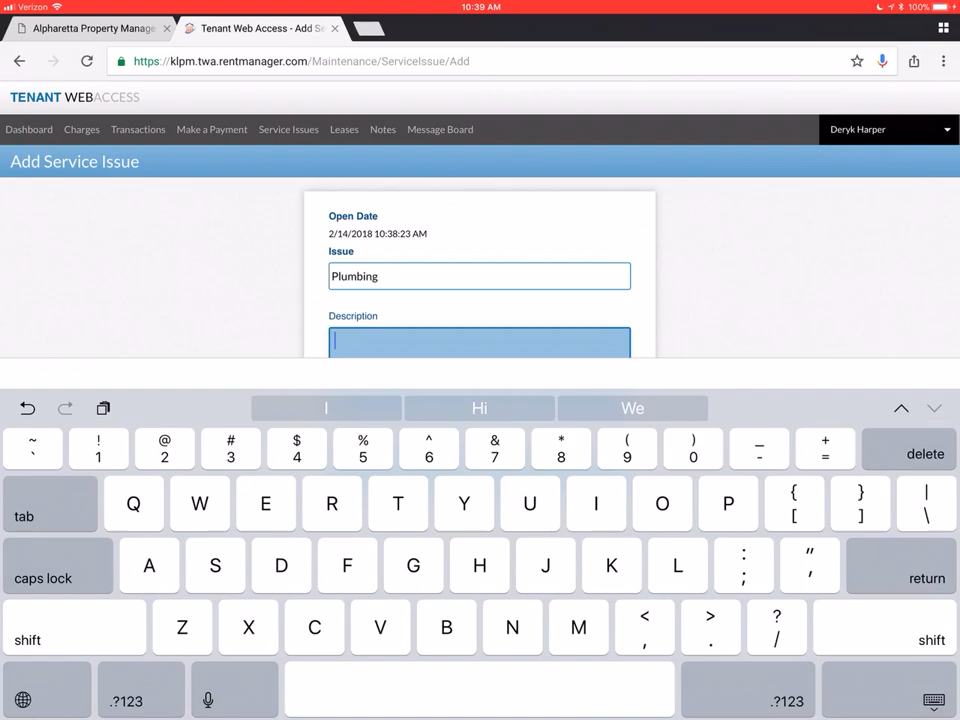 Verizon 10:39 AM 100%
Alpharetta Property Manage × Tenant Web Access - Add Se ×
https://klpm.twa.rentmanager.com/Maintenance/ServiceIssue/Add
TENANT WEBACCESS
Dashboard Charges Transactions Make a Payment Service Issues Leases Notes Message Board Deryk Harper
Add Service Issue
Open Date
2/14/2018 10:38:23 AM
Issue
Plumbing
Description
I Hi We
~ ! @ # $ % ^ & * ( ) _ +
` 1 2 3 4 5 6 7 8 9 0 - = delete
tab Q W E R T Y U I O P { [ } ] | \
caps lock A S D F G H J K L : ; " ' return
shift Z X C V B N M < , > . ? / shift
.?123 .?123